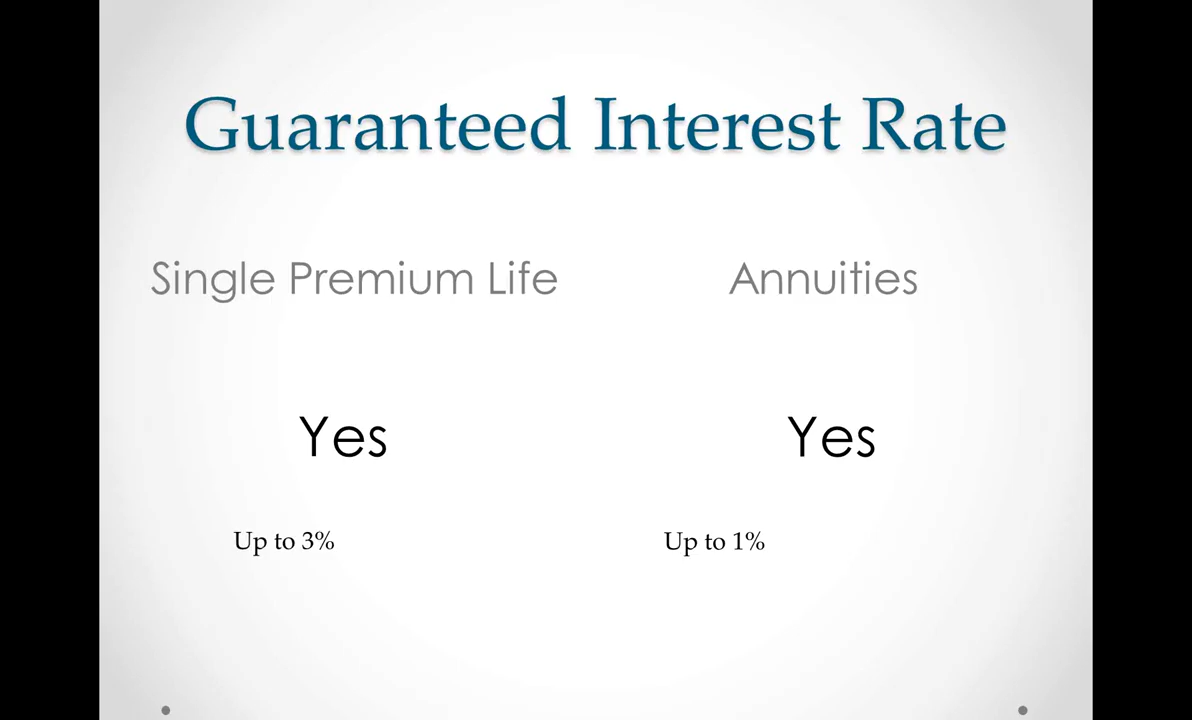 Guaranteed Interest Rate
Single Premium Life
Annuities
Yes
Yes
Up to 3%
Up to 1%